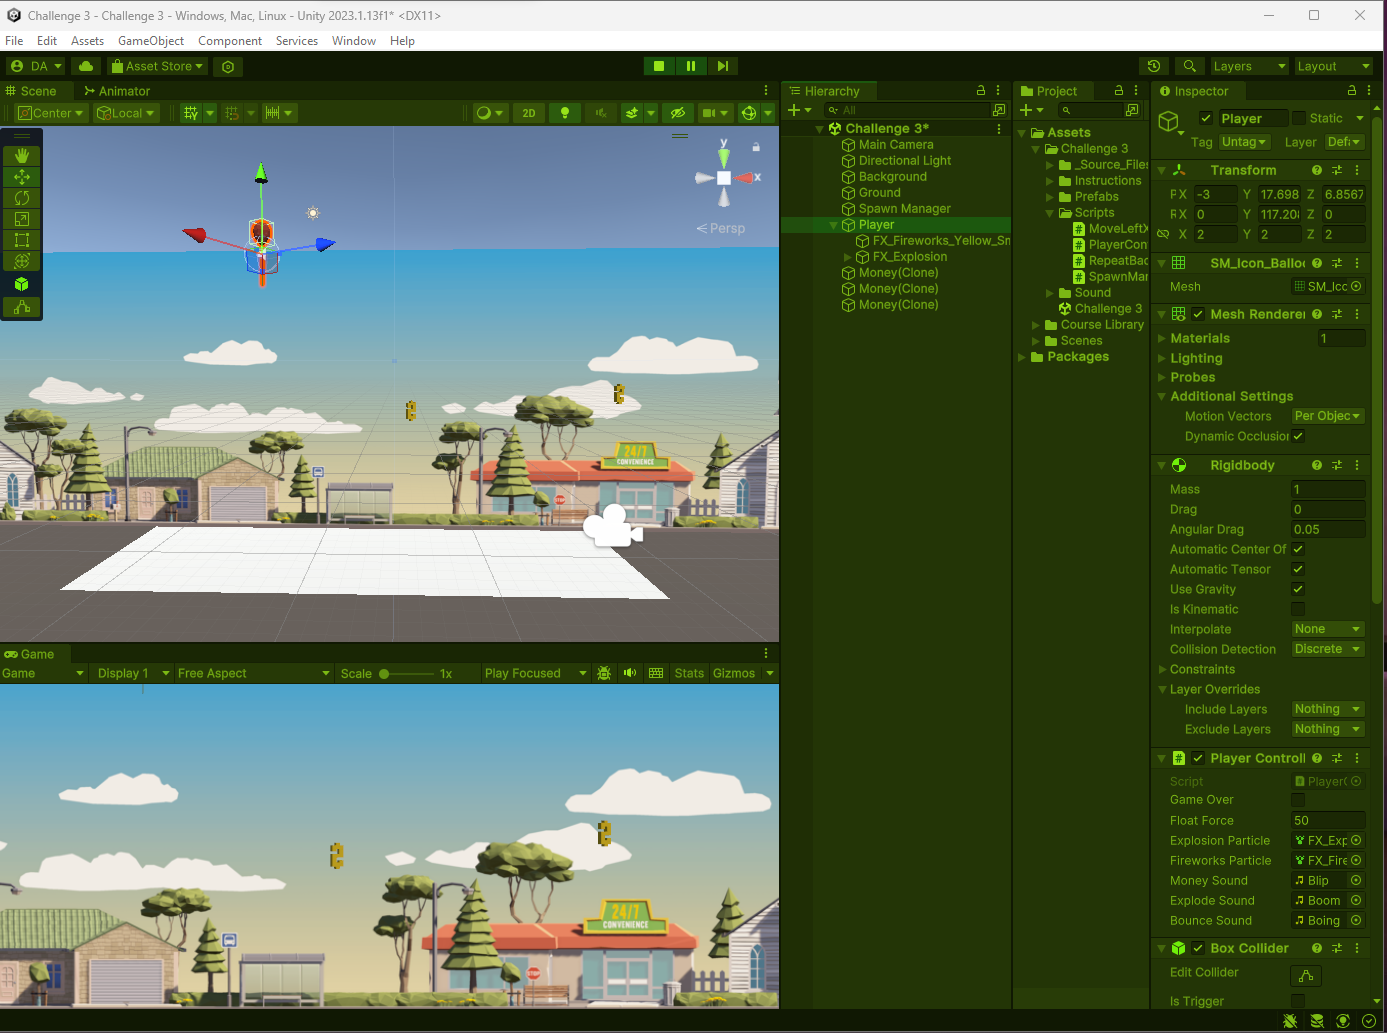 Challenge 3 - Challenge 3 - Windows, Mac, Linux - Unity 2023.1.13f1* <DX11>
File Edit Assets GameObject Component Services Window Help
DA Asset Store Layers Layout
Scene Animator
Center Local 2D
y
x
Persp
24/7
CONVENIENCE
STOP
Game
Game Display 1 Free Aspect Scale 1x Play Focused Stats Gizmos
24/7
CONVENIENCE
STOP
Hierarchy
All
Challenge 3*
Main Camera
Directional Light
Background
Ground
Spawn Manager
Player
FX_Fireworks_Yellow_Sm
FX_Explosion
Money(Clone)
Money(Clone)
Money(Clone)
Project
Assets
Challenge 3
_Source_Files
Instructions
Prefabs
Scripts
MoveLeftX
PlayerCon
RepeatBac
SpawnMar
Sound
Challenge 3
Course Library
Scenes
Packages
Inspector
Player Static
Tag Untag Layer Defa
Transform
P X -3 Y 17.698 Z 6.8567
R X 0 Y 117.208 Z 0
X 2 Y 2 Z 2
SM_Icon_Balloo
Mesh SM_Icc
Mesh Renderer
Materials 1
Lighting
Probes
Additional Settings
Motion Vectors Per Objec
Dynamic Occlusion
Rigidbody
Mass 1
Drag 0
Angular Drag 0.05
Automatic Center Of
Automatic Tensor
Use Gravity
Is Kinematic
Interpolate None
Collision Detection Discrete
Constraints
Layer Overrides
Include Layers Nothing
Exclude Layers Nothing
Player Controll
Script PlayerC
Game Over
Float Force 50
Explosion Particle FX_Exp
Fireworks Particle FX_Fire
Money Sound Blip
Explode Sound Boom
Bounce Sound Boing
Box Collider
Edit Collider
Is Trigger